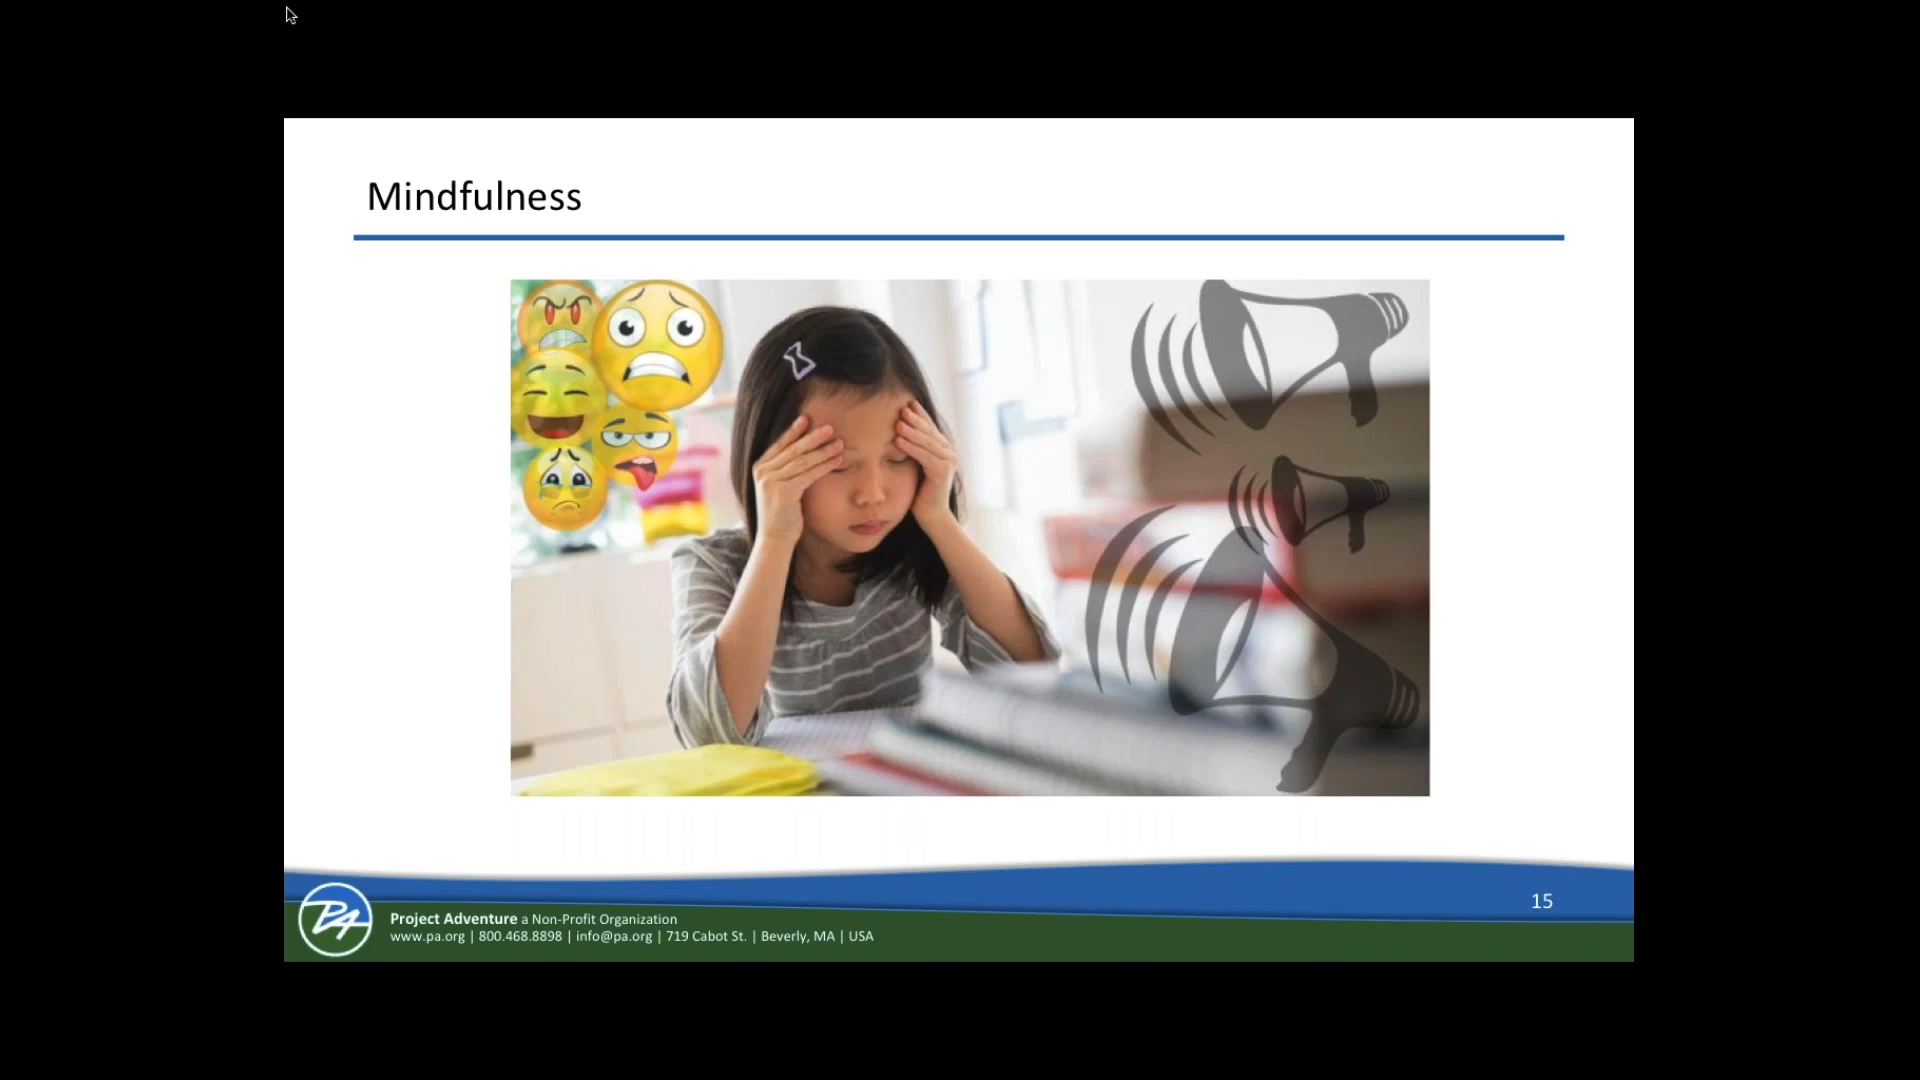 Mindfulness
15
Project Adventure a Non-Profit Organization
www.pa.org | 800.468.8898 | info@pa.org | 719 Cabot St. | Beverly, MA | USA
PA